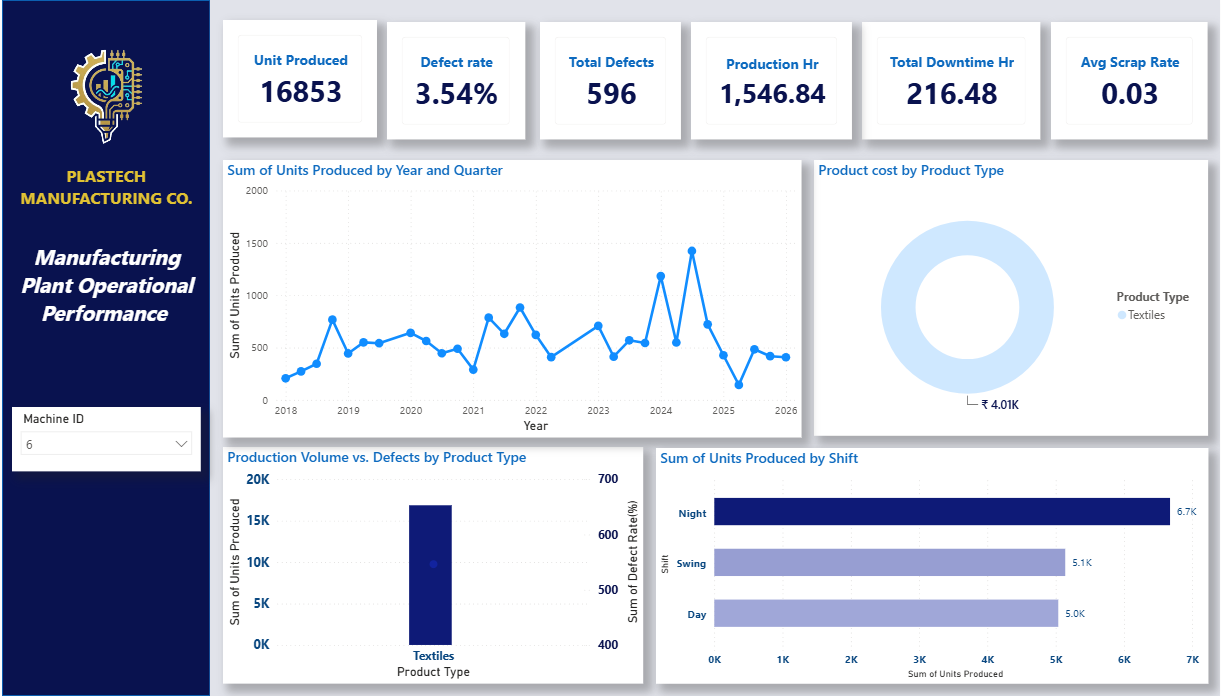 PLASTECH
MANUFACTURING CO.
Manufacturing
Plant Operational
Performance
Machine ID
6
Unit Produced
16853
Defect rate
3.54%
Total Defects
596
Production Hr
1,546.84
Total Downtime Hr
216.48
Avg Scrap Rate
0.03
Sum of Units Produced by Year and Quarter
Sum of Units Produced
2000
1500
1000
500
0
2018 2019 2020 2021 2022 2023 2024 2025 2026
Year
Product cost by Product Type
₹ 4.01K
Product Type
Textiles
Production Volume vs. Defects by Product Type
Sum of Units Produced
20K
15K
10K
5K
0K
700
600
500
400
Sum of Defect Rate(%)
Textiles
Product Type
Sum of Units Produced by Shift
Shift
Night 6.7K
Swing 5.1K
Day 5.0K
0K 1K 2K 3K 4K 5K 6K 7K
Sum of Units Produced